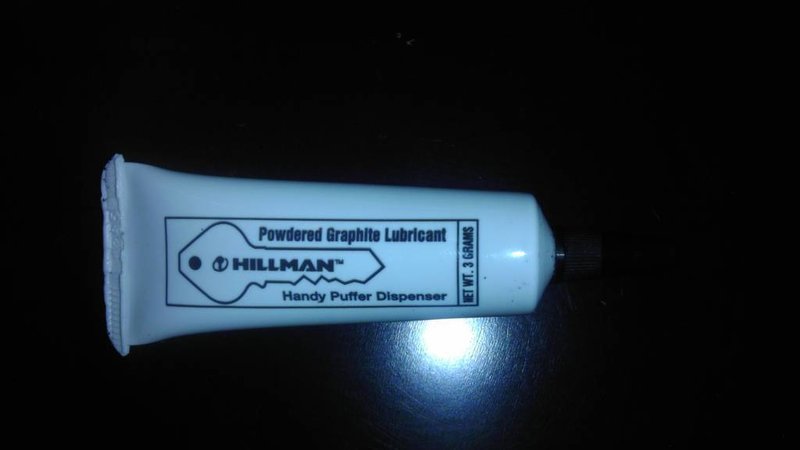 Powdered Graphite Lubricant
HILLMAN™
Handy Puffer Dispenser
NET WT. 3 GRAMS